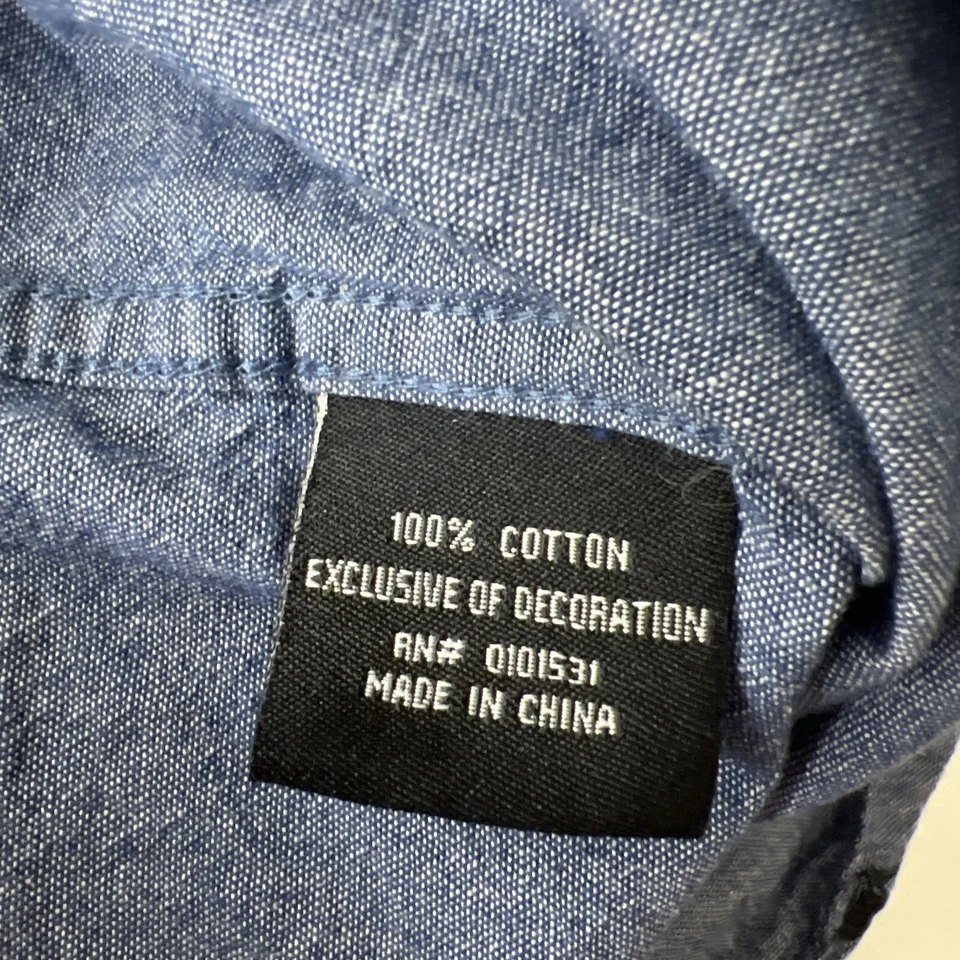 100% COTTON
EXCLUSIVE OF DECORATION
RN# 0101531
MADE IN CHINA